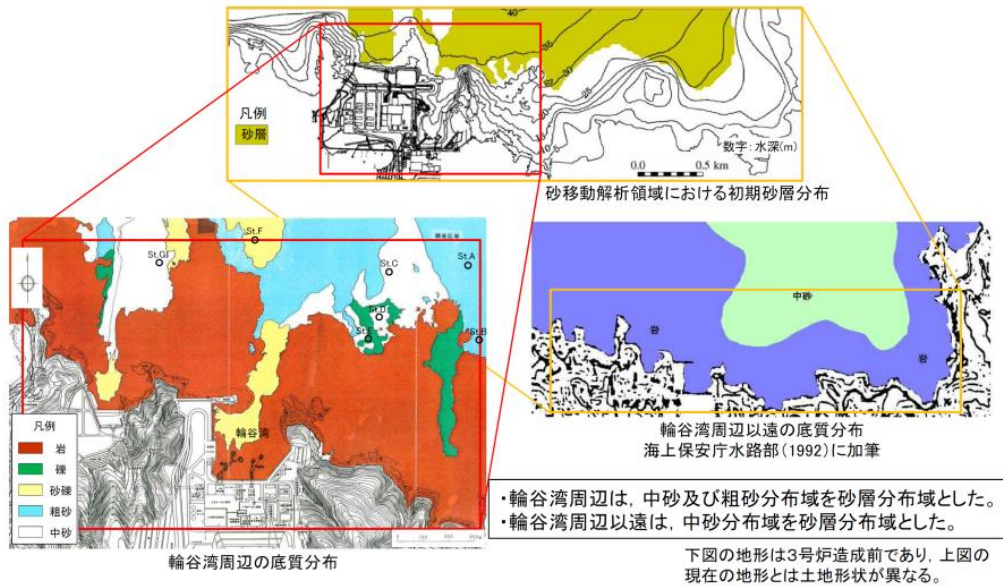 40
35
30
25
20
15
10
5
凡例
砂層
数字：水深(m)
0.0 0.5 km
砂移動解析領域における初期砂層分布
St.F
St.G
St.C
St.A
St.D
St.E
St.B
輪谷湾
凡例
岩
礫
砂礫
粗砂
中砂
輪谷湾周辺の底質分布
中砂
岩
岩
輪谷湾周辺以遠の底質分布
海上保安庁水路部(1992)に加筆
・輪谷湾周辺は，中砂及び粗砂分布域を砂層分布域とした。
・輪谷湾周辺以遠は，中砂分布域を砂層分布域とした。
下図の地形は３号炉造成前であり，上図の
現在の地形とは土地形状が異なる。